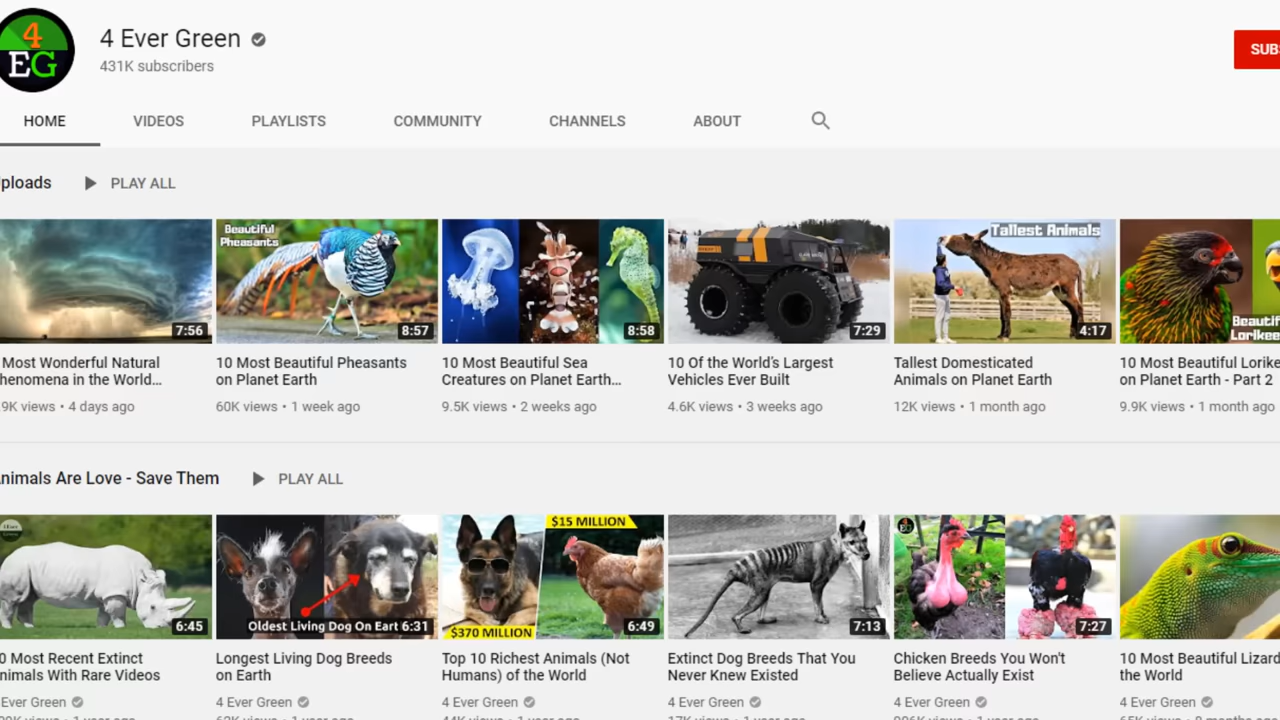 4
EG
4 Ever Green
431K subscribers
SUBS
HOME
VIDEOS
PLAYLISTS
COMMUNITY
CHANNELS
ABOUT
ploads
PLAY ALL
7:56
Beautiful
Pheasants
8:57
8:58
7:29
Tallest Animals
4:17
Beautif
Lorikee
Most Wonderful Natural
henomena in the World...
.9K views • 4 days ago
10 Most Beautiful Pheasants
on Planet Earth
60K views • 1 week ago
10 Most Beautiful Sea
Creatures on Planet Earth...
9.5K views • 2 weeks ago
10 Of the World's Largest
Vehicles Ever Built
4.6K views • 3 weeks ago
Tallest Domesticated
Animals on Planet Earth
12K views • 1 month ago
10 Most Beautiful Lorike
on Planet Earth - Part 2
9.9K views • 1 month ago
nimals Are Love - Save Them
PLAY ALL
6:45
Oldest Living Dog On Eart 6:31
$15 MILLION
$370 MILLION
6:49
7:13
4
EG
7:27
0 Most Recent Extinct
nimals With Rare Videos
Ever Green
Longest Living Dog Breeds
on Earth
4 Ever Green
Top 10 Richest Animals (Not
Humans) of the World
4 Ever Green
Extinct Dog Breeds That You
Never Knew Existed
4 Ever Green
Chicken Breeds You Won't
Believe Actually Exist
4 Ever Green
10 Most Beautiful Lizard
the World
4 Ever Green